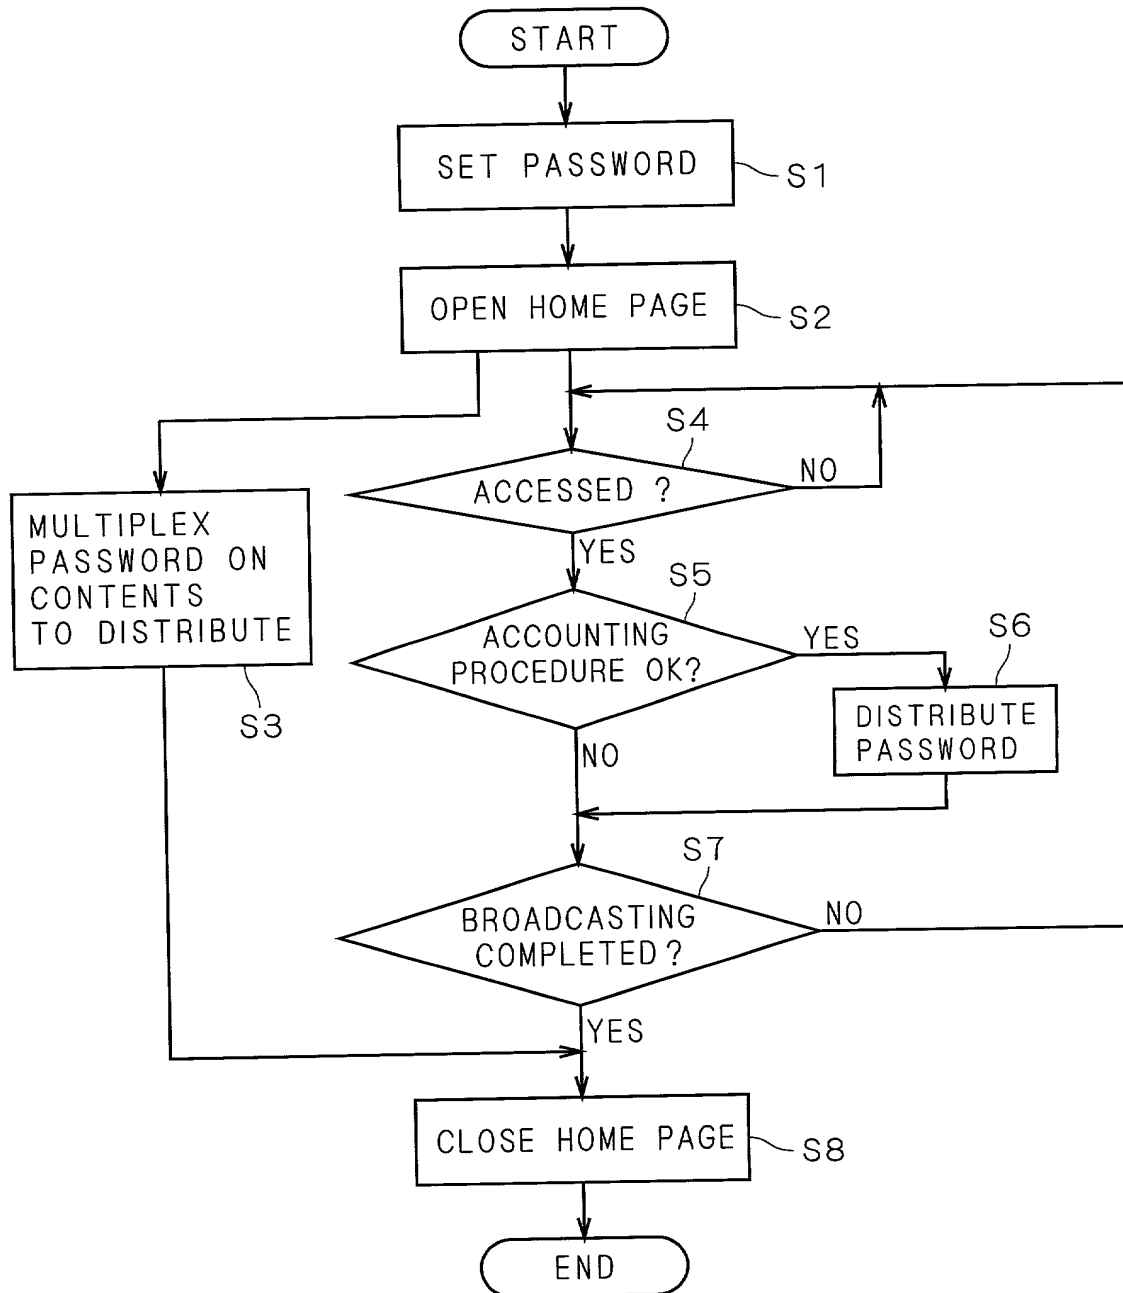 START
SET PASSWORD
S1
OPEN HOME PAGE
S2
S4
ACCESSED ?
NO
MULTIPLEX
PASSWORD ON
CONTENTS
TO DISTRIBUTE
S3
YES
S5
ACCOUNTING
PROCEDURE OK?
YES
S6
DISTRIBUTE
PASSWORD
NO
S7
BROADCASTING
COMPLETED ?
NO
YES
CLOSE HOME PAGE
S8
END